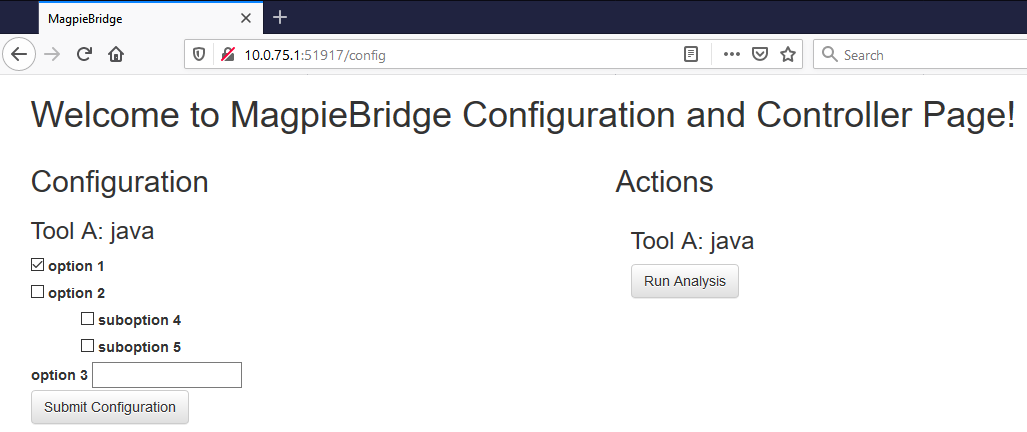 MagpieBridge
10.0.75.1:51917/config
Search
Welcome to MagpieBridge Configuration and Controller Page!
Configuration
Tool A: java
option 1
option 2
suboption 4
suboption 5
option 3
Submit Configuration
Actions
Tool A: java
Run Analysis